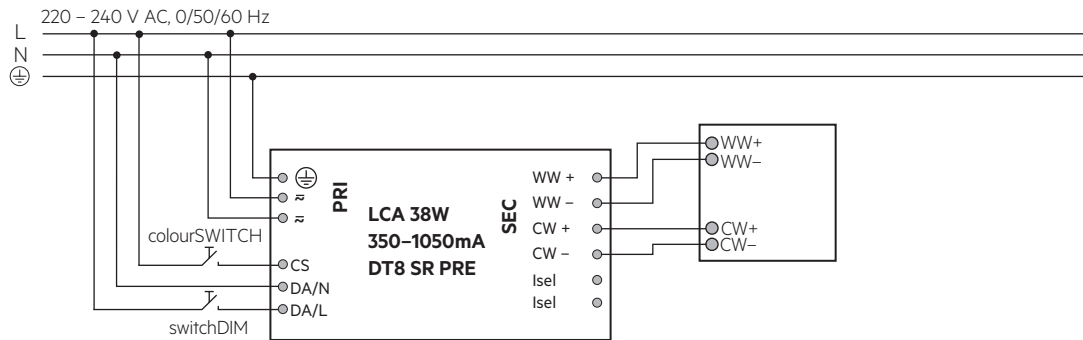 220 – 240 V AC, 0/50/60 Hz
L
N
PRI
LCA 38W
350–1050mA
DT8 SR PRE
SEC
WW +
WW –
CW +
CW –
Isel
Isel
WW+
WW–
CW+
CW–
colourSWITCH
CS
DA/N
DA/L
switchDIM